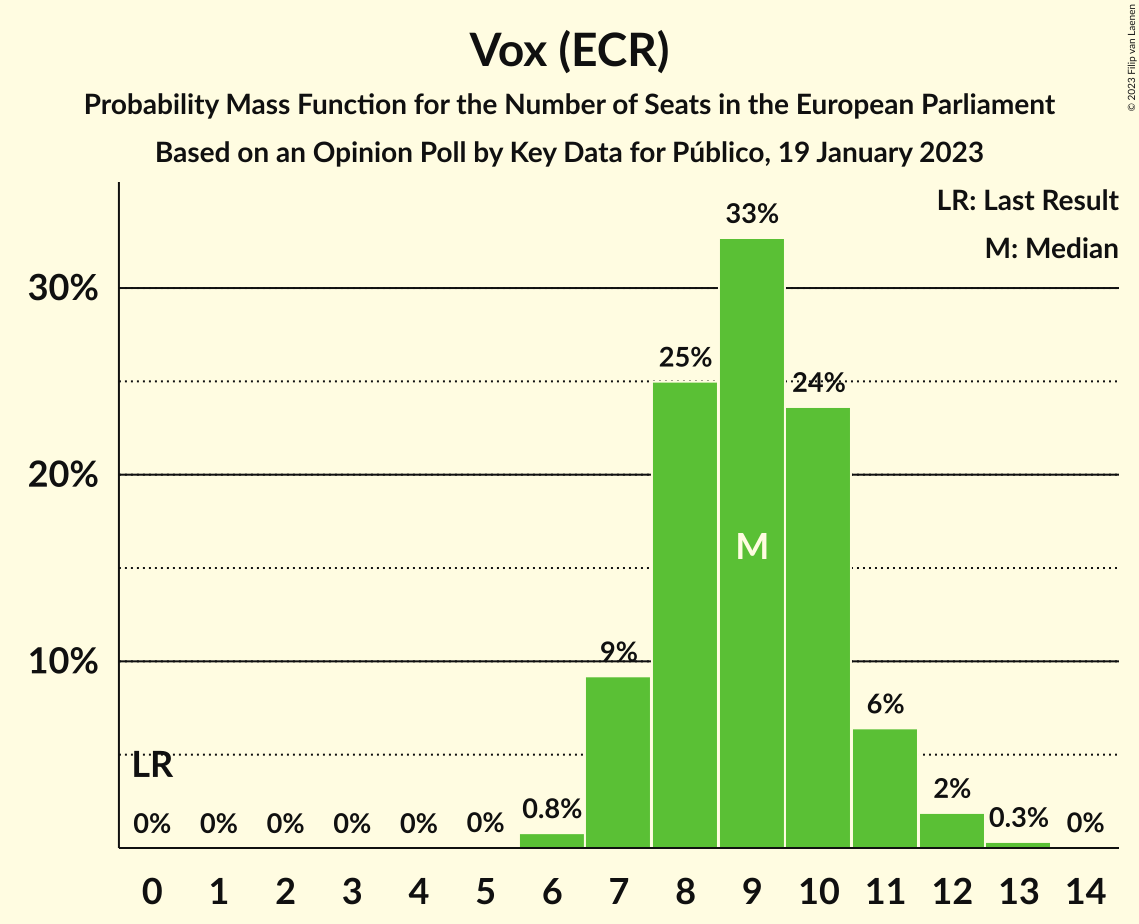 Vox (ECR)
Probability Mass Function for the Number of Seats in the European Parliament
Based on an Opinion Poll by Key Data for Público, 19 January 2023
© 2023 Filip van Laenen
LR: Last Result
M: Median
30%
20%
10%
33%
25%
24%
M
9%
6%
LR
2%
0% 0% 0% 0% 0% 0% 0.8% 0.3% 0%
0 1 2 3 4 5 6 7 8 9 10 11 12 13 14